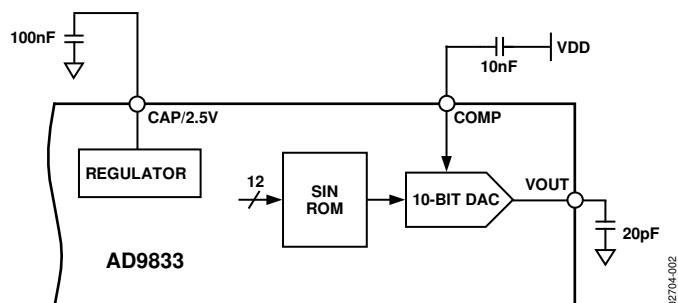 100nF
10nF
VDD
CAP/2.5V
COMP
REGULATOR
12
SIN
ROM
10-BIT DAC
VOUT
20pF
AD9833
02704-002